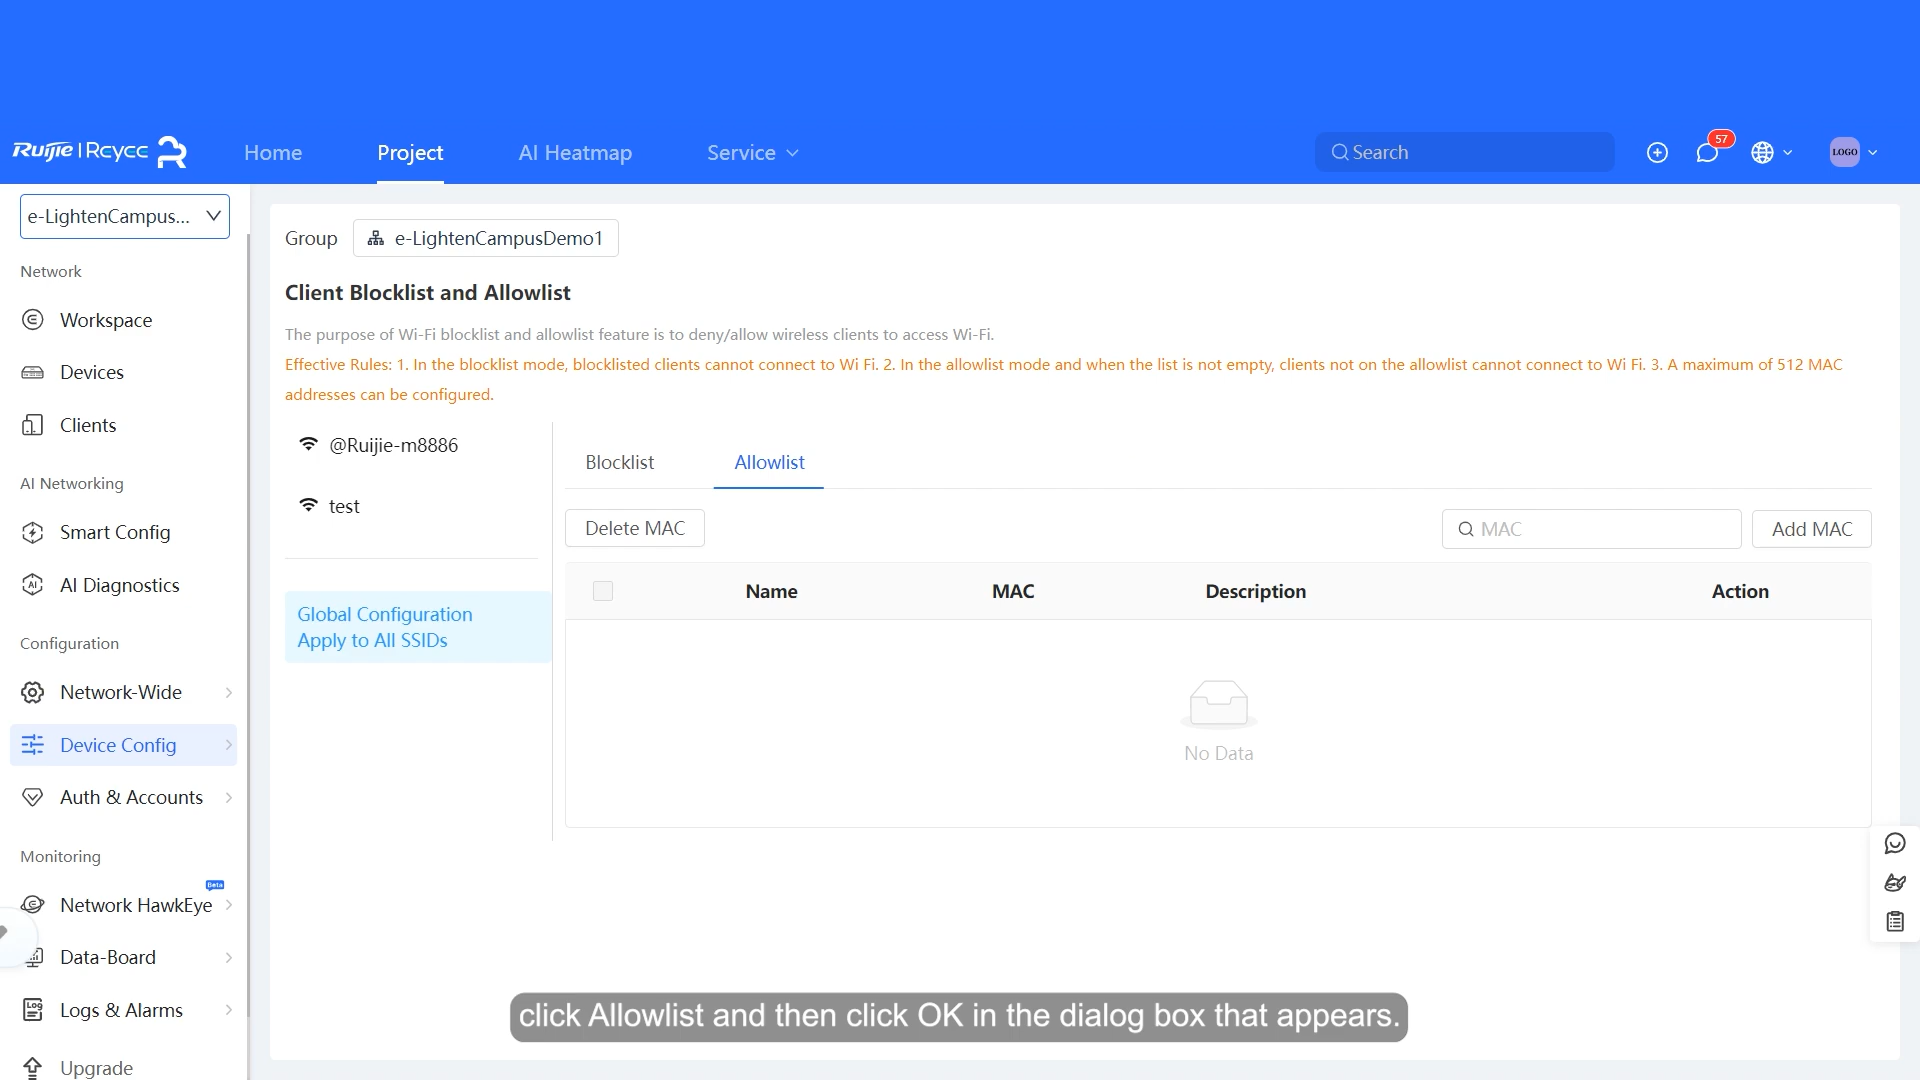 Ruijie | Reyee
Home
Project
AI Heatmap
Service
Search
57
LOGO
e-LightenCampus...
Network
Workspace
Devices
Clients
AI Networking
Smart Config
AI Diagnostics
Configuration
Network-Wide
Device Config
Auth & Accounts
Monitoring
Beta
Network HawkEye
Data-Board
Logs & Alarms
Upgrade
Group
e-LightenCampusDemo1
Client Blocklist and Allowlist
The purpose of Wi-Fi blocklist and allowlist feature is to deny/allow wireless clients to access Wi-Fi.
Effective Rules: 1. In the blocklist mode, blocklisted clients cannot connect to Wi Fi. 2. In the allowlist mode and when the list is not empty, clients not on the allowlist cannot connect to Wi Fi. 3. A maximum of 512 MAC
addresses can be configured.
@Ruijie-m8886
test
Global Configuration
Apply to All SSIDs
Blocklist
Allowlist
Delete MAC
MAC
Add MAC
Name
MAC
Description
Action
No Data
click Allowlist and then click OK in the dialog box that appears.